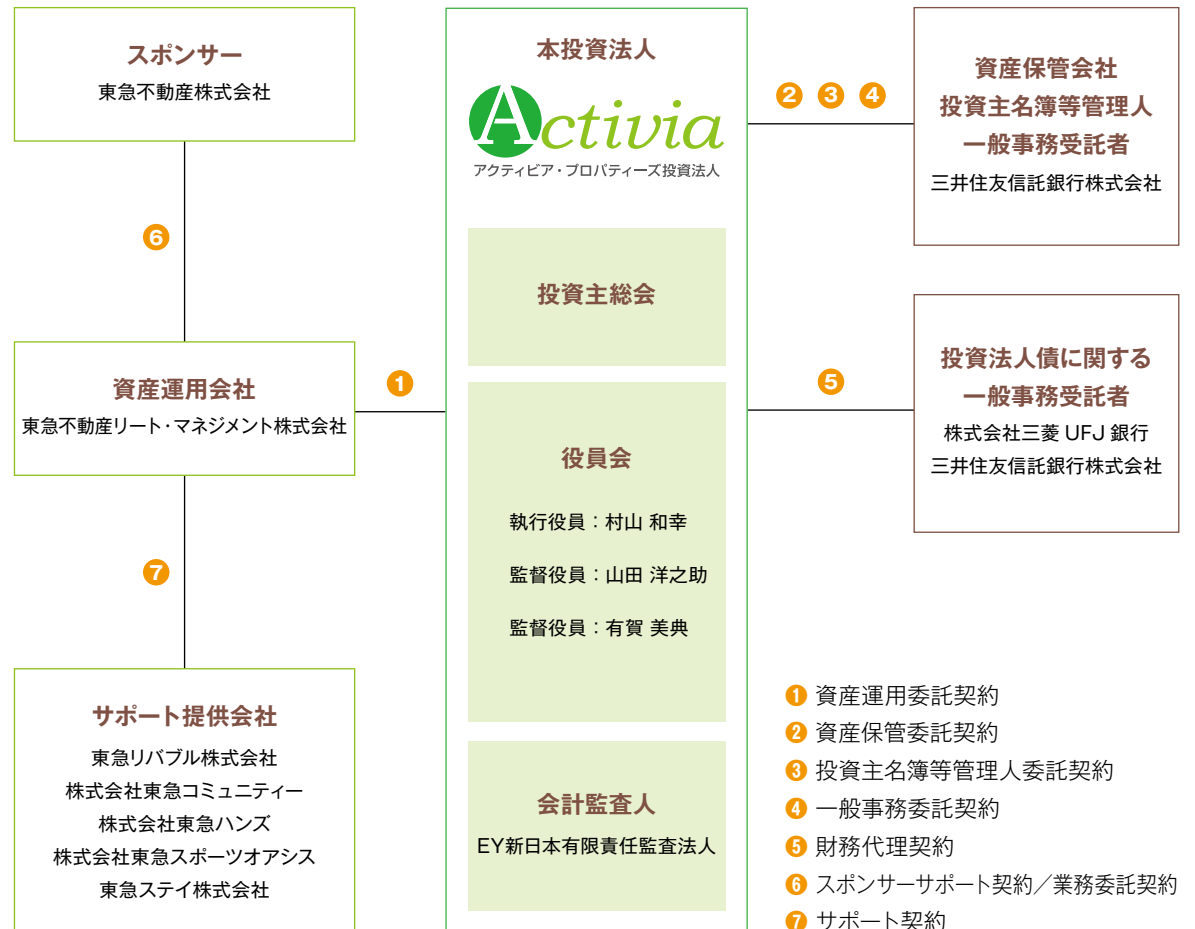 スポンサー
東急不動産株式会社
❻
資産運用会社
東急不動産リート・マネジメント株式会社
❼
サポート提供会社
東急リバブル株式会社
株式会社東急コミュニティー
株式会社東急ハンズ
株式会社東急スポーツオアシス
東急ステイ株式会社
❶
本投資法人
Activia
アクティビア・プロパティーズ投資法人
投資主総会
役員会
執行役員：村山 和幸
監督役員：山田 洋之助
監督役員：有賀 美典
会計監査人
EY新日本有限責任監査法人
❷ ❸ ❹
資産保管会社
投資主名簿等管理人
一般事務受託者
三井住友信託銀行株式会社
❺
投資法人債に関する
一般事務受託者
株式会社三菱 UFJ 銀行
三井住友信託銀行株式会社
❶ 資産運用委託契約
❷ 資産保管委託契約
❸ 投資主名簿等管理人委託契約
❹ 一般事務委託契約
❺ 財務代理契約
❻ スポンサーサポート契約／業務委託契約
❼ サポート契約